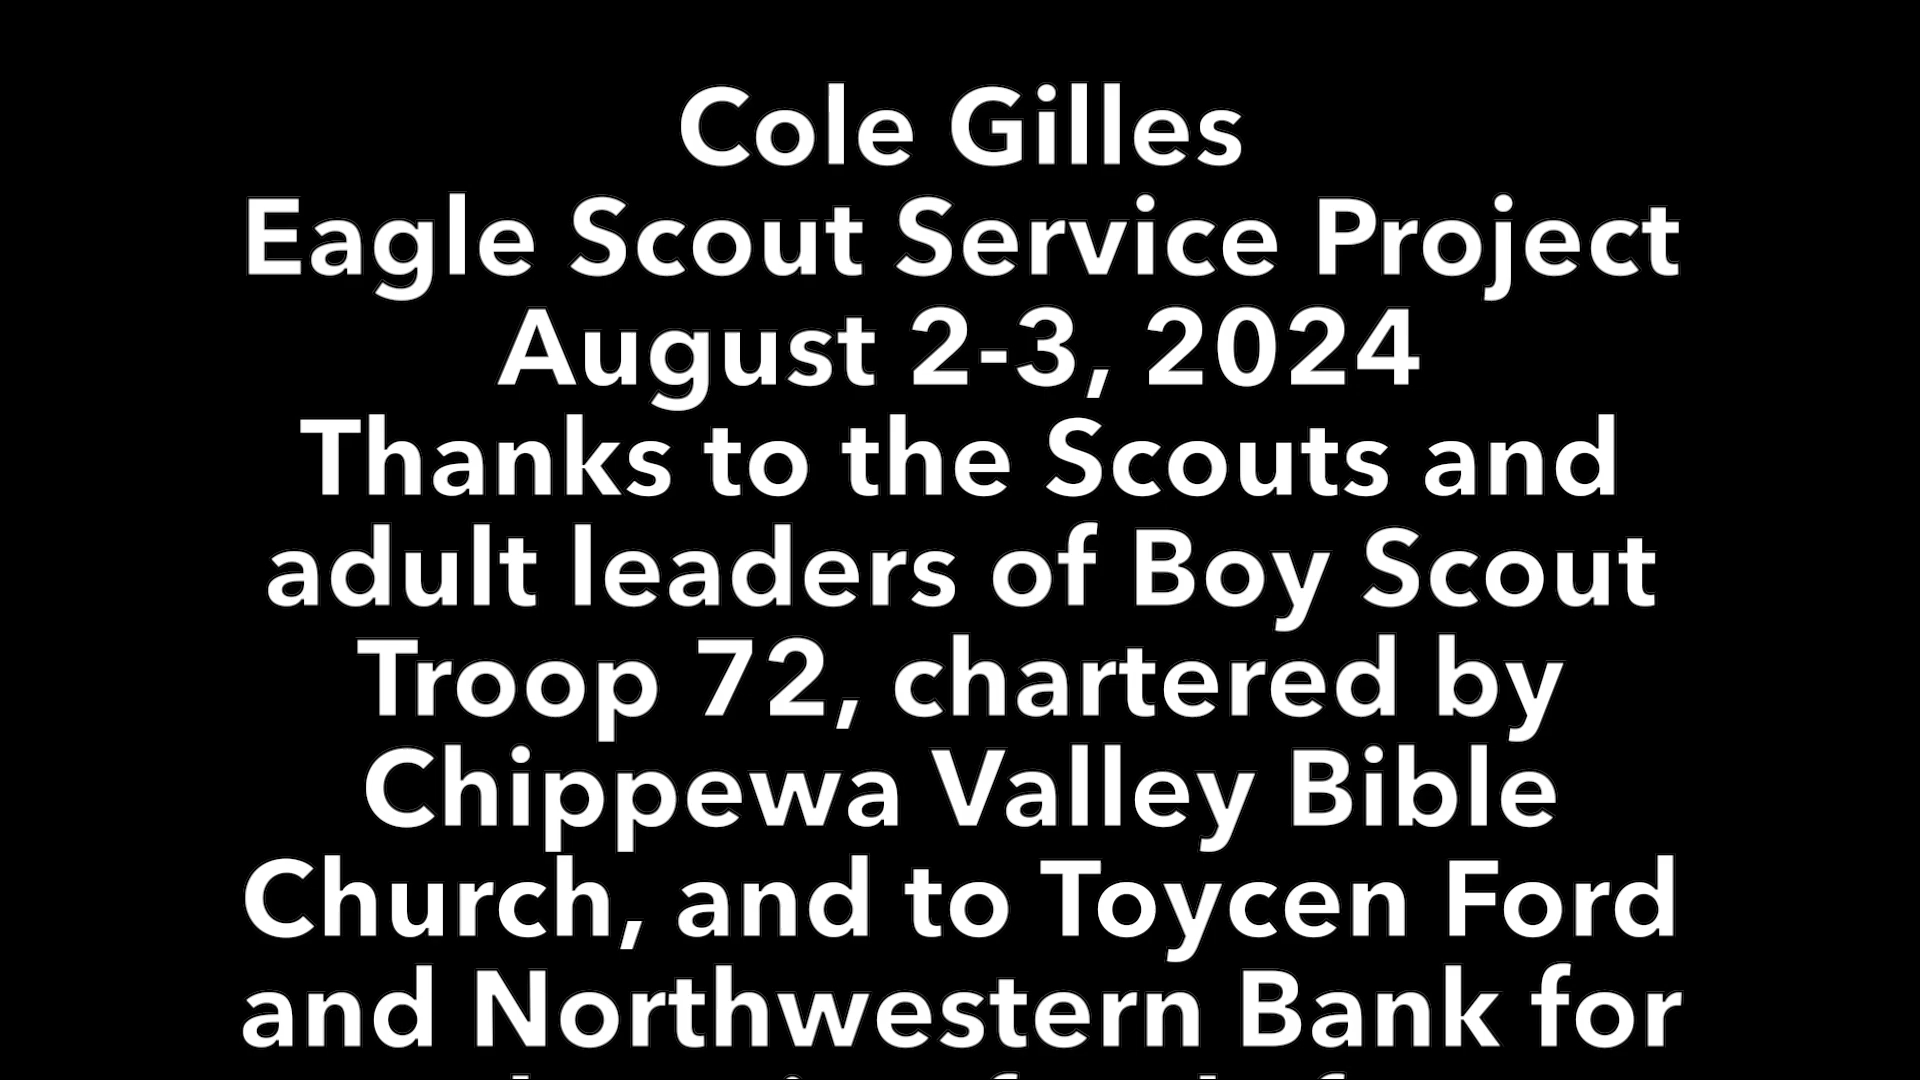 Cole Gilles
Eagle Scout Service Project
August 2-3, 2024
Thanks to the Scouts and
adult leaders of Boy Scout
Troop 72, chartered by
Chippewa Valley Bible
Church, and to Toycen Ford
and Northwestern Bank for